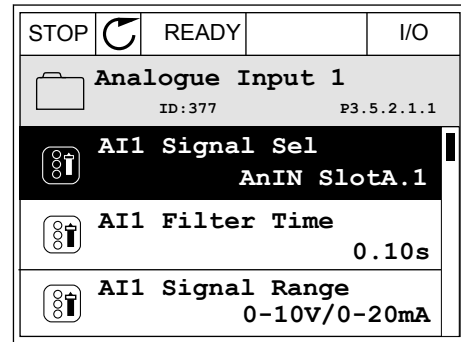 STOP READY I/O
Analogue Input 1
ID:377 P3.5.2.1.1
AI1 Signal Sel
AnIN SlotA.1
AI1 Filter Time
0.10s
AI1 Signal Range
0-10V/0-20mA